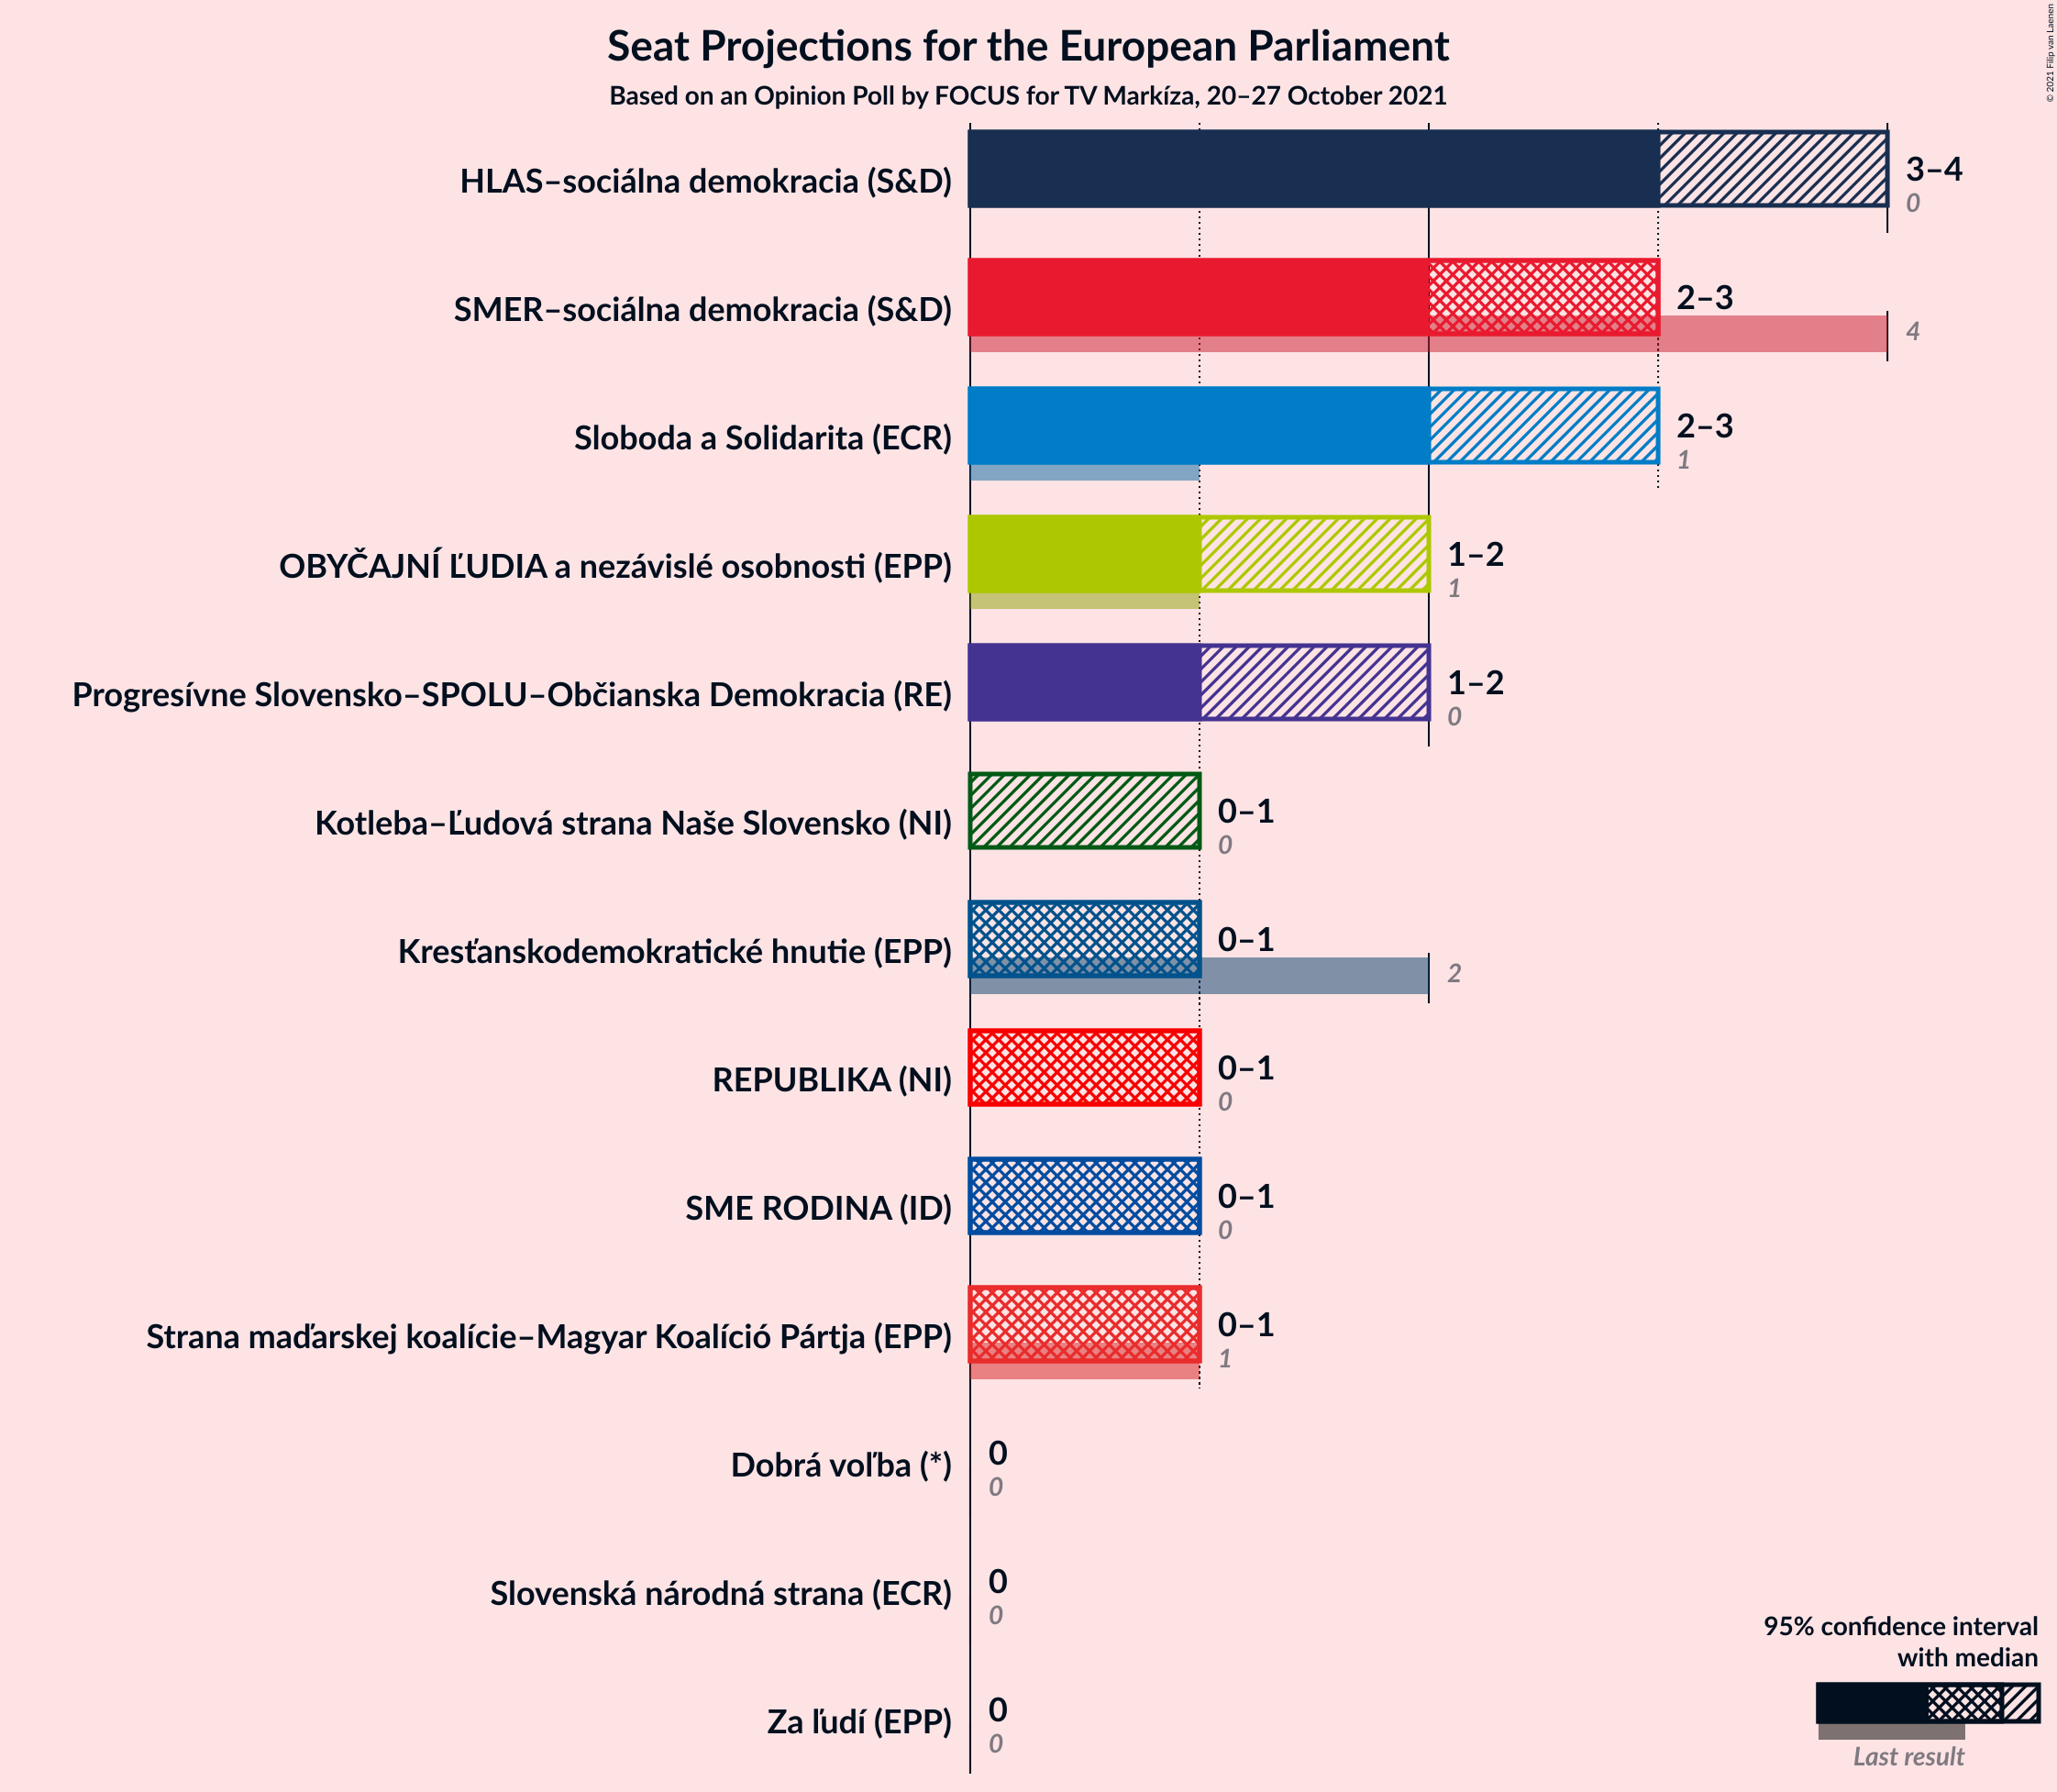 Seat Projections for the European Parliament
Based on an Opinion Poll by FOCUS for TV Markíza, 20–27 October 2021
© 2021 Filip van Laenen
HLAS–sociálna demokracia (S&D)
3–4
0
SMER–sociálna demokracia (S&D)
2–3
4
Sloboda a Solidarita (ECR)
2–3
1
OBYČAJNÍ ĽUDIA a nezávislé osobnosti (EPP)
1–2
1
Progresívne Slovensko–SPOLU–Občianska Demokracia (RE)
1–2
0
Kotleba–Ľudová strana Naše Slovensko (NI)
0–1
0
Kresťanskodemokratické hnutie (EPP)
0–1
2
REPUBLIKA (NI)
0–1
0
SME RODINA (ID)
0–1
0
Strana maďarskej koalície–Magyar Koalíció Pártja (EPP)
0–1
1
Dobrá voľba (*)
0
0
Slovenská národná strana (ECR)
0
0
Za ľudí (EPP)
0
0
95% confidence interval
with median
Last result